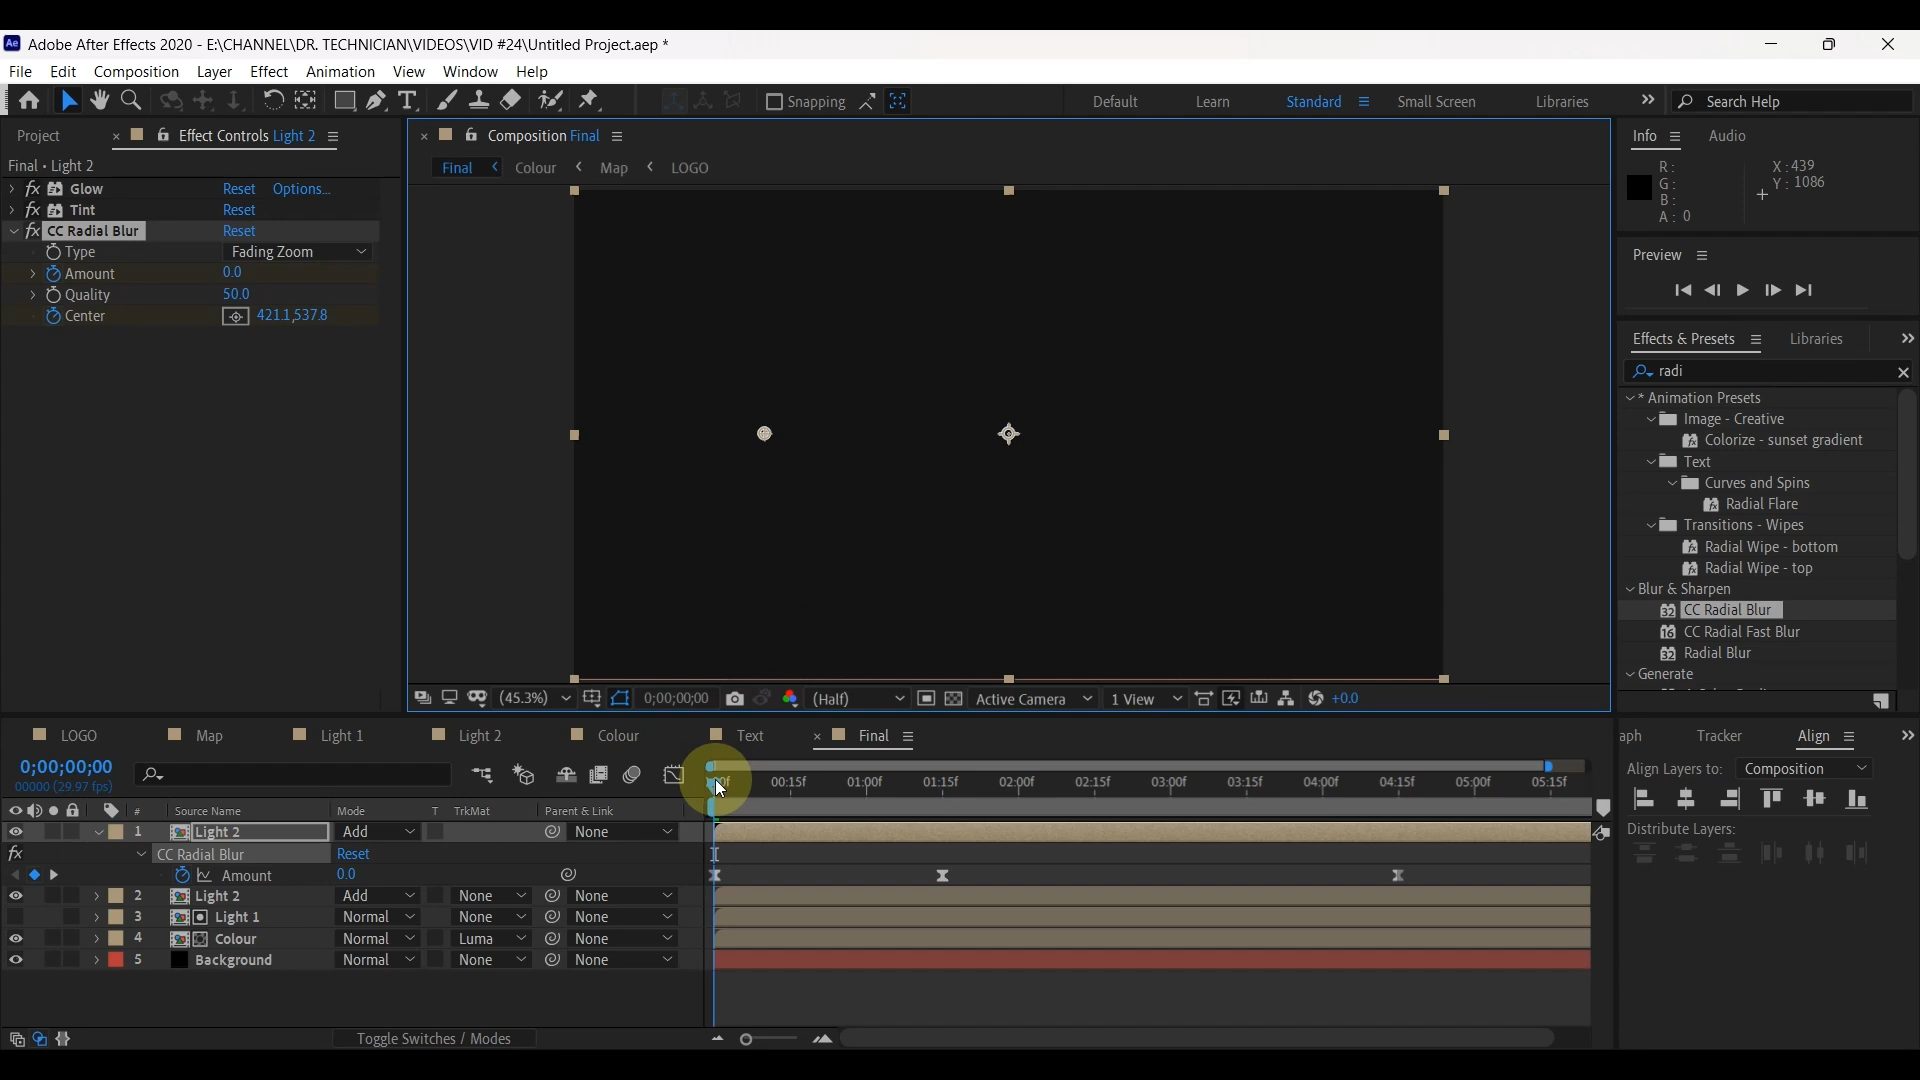 Adobe After Effects 2020 - E:\CHANNEL\DR. TECHNICIAN\VIDEOS\VID #24\Untitled Project.aep *
File Edit Composition Layer Effect Animation View Window Help
Snapping Default Learn Standard Small Screen Libraries Search Help
Project Effect Controls Light 2
Composition Final
Info Audio
Final • Light 2
Final Colour Map LOGO
R:
G:
B:
A: 0
X: 439
Y: 1086
fx Glow Reset Options...
fx Tint Reset
fx CC Radial Blur Reset
Type Fading Zoom
Amount 0.0
Quality 50.0
Center 421.1,537.8
Preview
Effects & Presets Libraries
radi
* Animation Presets
Image - Creative
Colorize - sunset gradient
Text
Curves and Spins
Radial Flare
Transitions - Wipes
Radial Wipe - bottom
Radial Wipe - top
Blur & Sharpen
32 CC Radial Blur
16 CC Radial Fast Blur
32 Radial Blur
Generate
(45.3%) 0;00;00;00 (Half) Active Camera 1 View +0.0
LOGO Map Light 1 Light 2 Colour Text Final
aph Tracker Align
0;00;00;00
00000 (29.97 fps)
00:15f 01:00f 01:15f 02:00f 02:15f 03:00f 03:15f 04:00f 04:15f 05:00f 05:15f
Align Layers to: Composition
Distribute Layers:
# Source Name Mode T TrkMat Parent & Link
1 Light 2 Add None
fx CC Radial Blur Reset
Amount 0.0
2 Light 2 Add None None
3 Light 1 Normal None None
4 Colour Normal Luma None
5 Background Normal None None
Toggle Switches / Modes